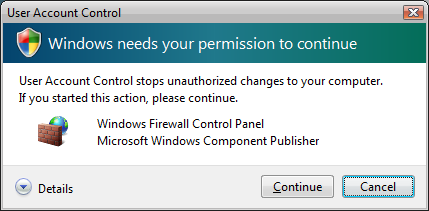 User Account Control
Windows needs your permission to continue
User Account Control stops unauthorized changes to your computer.
If you started this action, please continue.
Windows Firewall Control Panel
Microsoft Windows Component Publisher
Details
Continue
Cancel